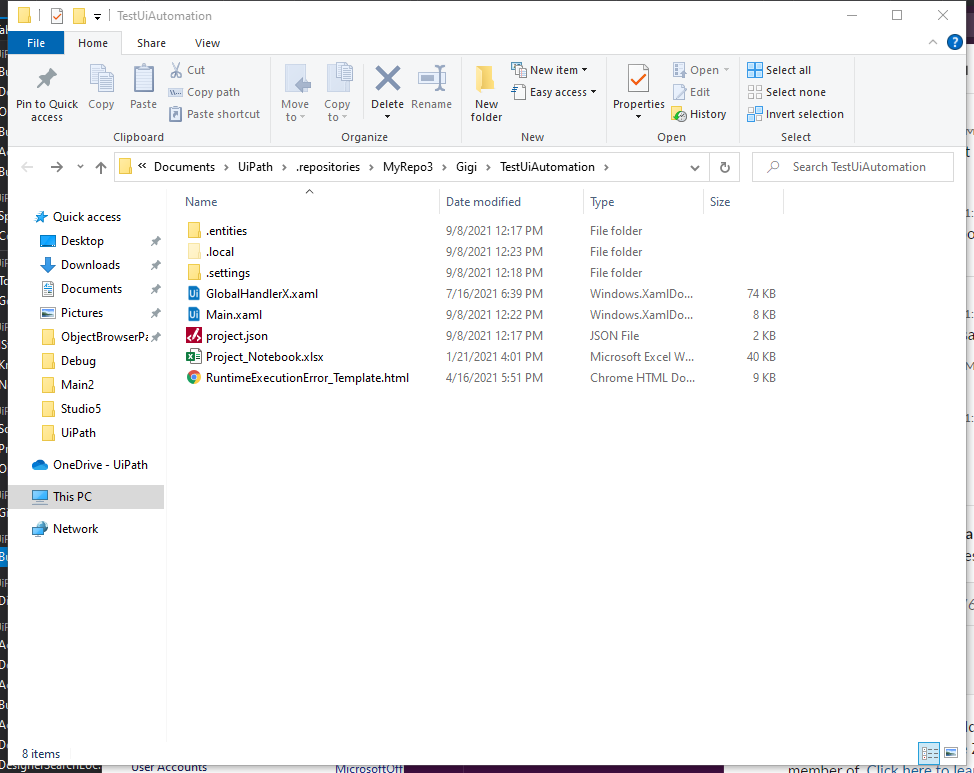 TestUiAutomation
File Home Share View
Pin to Quick access
Copy
Paste
Cut
Copy path
Paste shortcut
Clipboard
Move to
Copy to
Delete
Rename
Organize
New folder
New item
Easy access
New
Properties
Open
Edit
History
Open
Select all
Select none
Invert selection
Select
« Documents > UiPath > .repositories > MyRepo3 > Gigi > TestUiAutomation >
Search TestUiAutomation
Quick access
Desktop
Downloads
Documents
Pictures
ObjectBrowserPa
Debug
Main2
Studio5
UiPath
OneDrive - UiPath
This PC
Network
Name Date modified Type Size
.entities 9/8/2021 12:17 PM File folder
.local 9/8/2021 12:23 PM File folder
.settings 9/8/2021 12:18 PM File folder
GlobalHandlerX.xaml 7/16/2021 6:39 PM Windows.XamlDo... 74 KB
Main.xaml 9/8/2021 12:22 PM Windows.XamlDo... 8 KB
project.json 9/8/2021 12:17 PM JSON File 2 KB
Project_Notebook.xlsx 1/21/2021 4:01 PM Microsoft Excel W... 40 KB
RuntimeExecutionError_Template.html 4/16/2021 5:51 PM Chrome HTML Do... 9 KB
8 items
User Accounts
MicrosoftOff
member of. Click here to lear